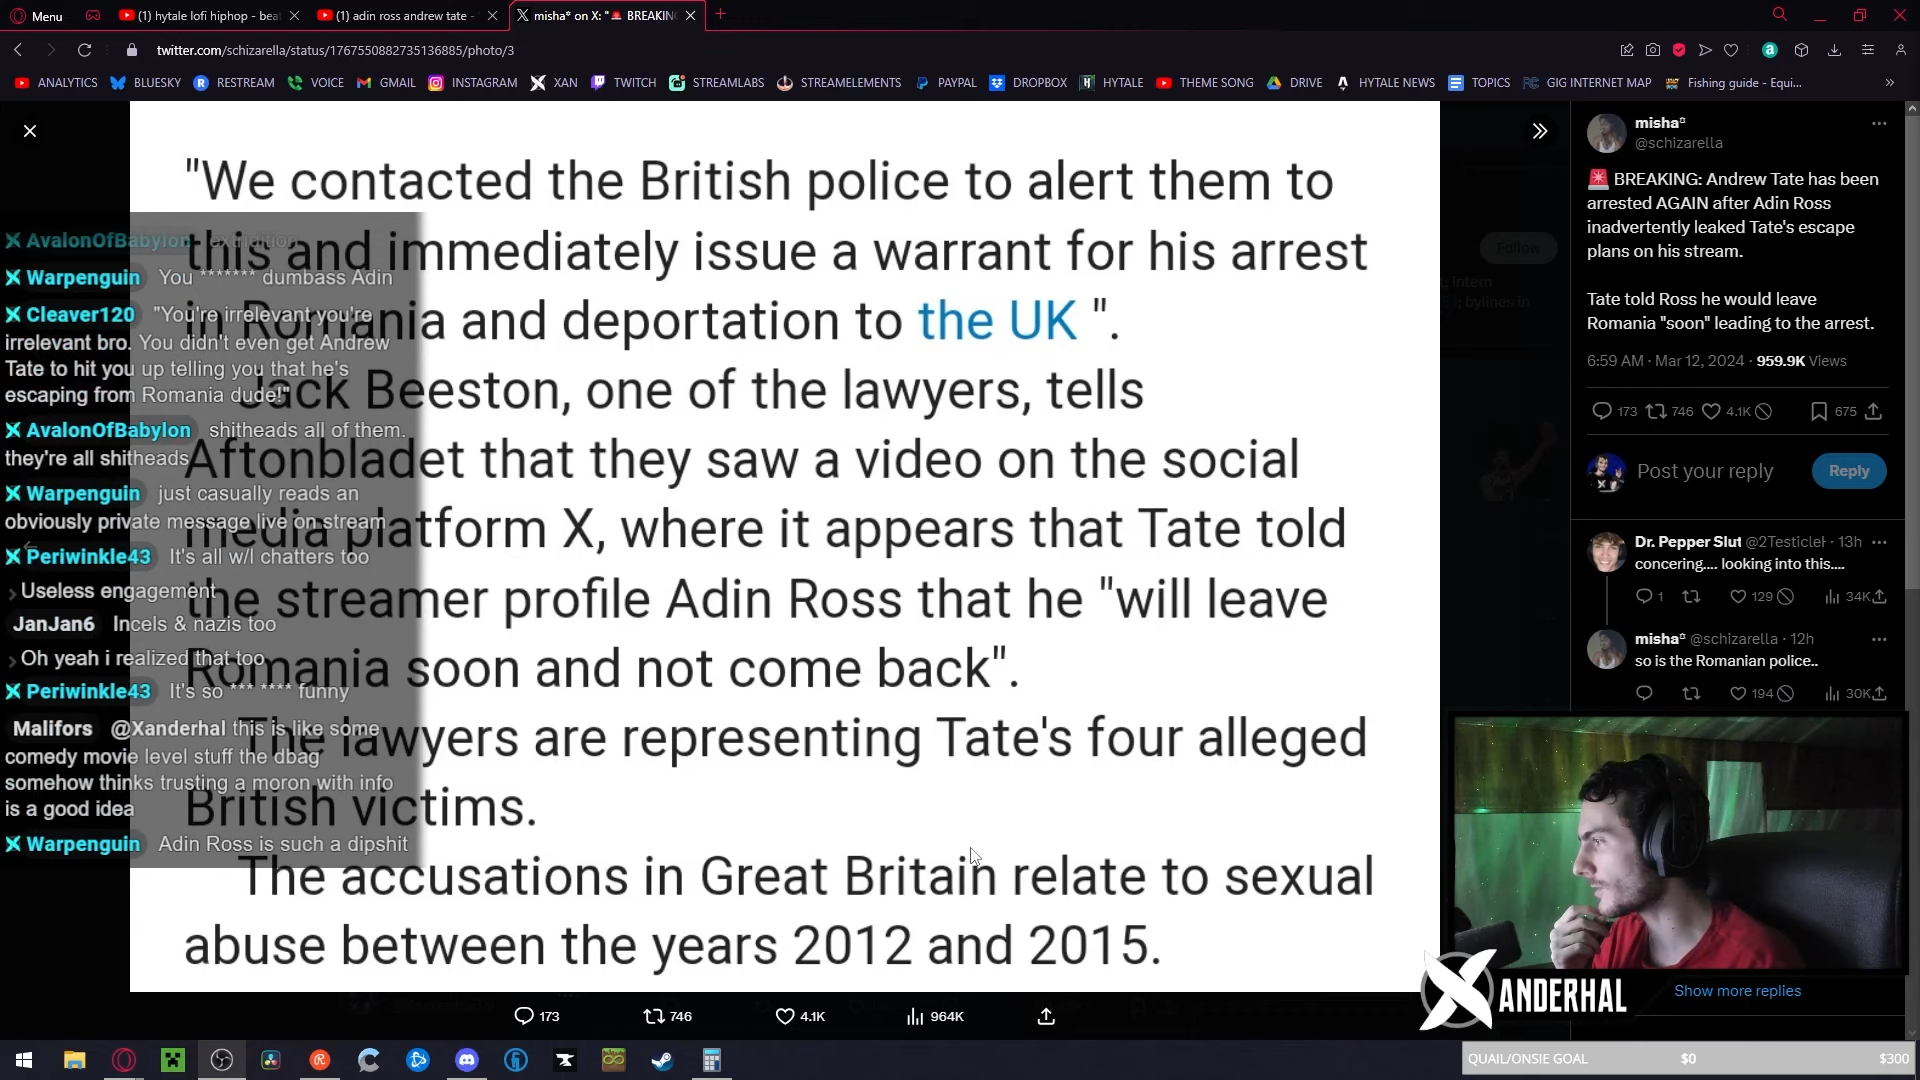 Menu
(1) hytale lofi hiphop - bea
(1) adin ross andrew tate -
misha* on X: "🚨 BREAKIN
twitter.com/schizarella/status/1767550882735136885/photo/3
ANALYTICS
BLUESKY
RESTREAM
VOICE
GMAIL
INSTAGRAM
XAN
TWITCH
STREAMLABS
STREAMELEMENTS
PAYPAL
DROPBOX
HYTALE
THEME SONG
DRIVE
HYTALE NEWS
TOPICS
GIG INTERNET MAP
Fishing guide - Equi...
"We contacted the British police to alert them to
this and immediately issue a warrant for his arrest
in Romania and deportation to the UK ".
Jack Beeston, one of the lawyers, tells
Aftonbladet that they saw a video on the social
media platform X, where it appears that Tate told
the streamer profile Adin Ross that he "will leave
Romania soon and not come back".
The lawyers are representing Tate's four alleged
British victims.
The accusations in Great Britain relate to sexual
abuse between the years 2012 and 2015.
AvalonOfBabylon extridition
Warpenguin You ******* dumbass Adin
Cleaver120 "You're irrelevant you're
irrelevant bro. You didn't even get Andrew
Tate to hit you up telling you that he's
escaping from Romania dude!"
AvalonOfBabylon shitheads all of them.
they're all shitheads
Warpenguin just casually reads an
obviously private message live on stream
Periwinkle43 It's all w/l chatters too
Useless engagement
JanJan6 Incels & nazis too
Oh yeah i realized that too
Periwinkle43 It's so *** **** funny
Malifors @Xanderhal this is like some
comedy movie level stuff the dbag
somehow thinks trusting a moron with info
is a good idea
Warpenguin Adin Ross is such a dipshit
173
746
4.1K
964K
Follow
misha¤
@schizarella
🚨 BREAKING: Andrew Tate has been
arrested AGAIN after Adin Ross
inadvertently leaked Tate's escape
plans on his stream.
Tate told Ross he would leave
Romania "soon" leading to the arrest.
6:59 AM · Mar 12, 2024 · 959.9K Views
173 746 4.1K 675
Post your reply
Reply
Dr. Pepper Slut @2Testicle · 13h
concering.... looking into this....
1 129 34K
misha¤ @schizarella · 12h
so is the Romanian police..
194 30K
XANDERHAL
Show more replies
QUAIL/ONSIE GOAL $0 $300